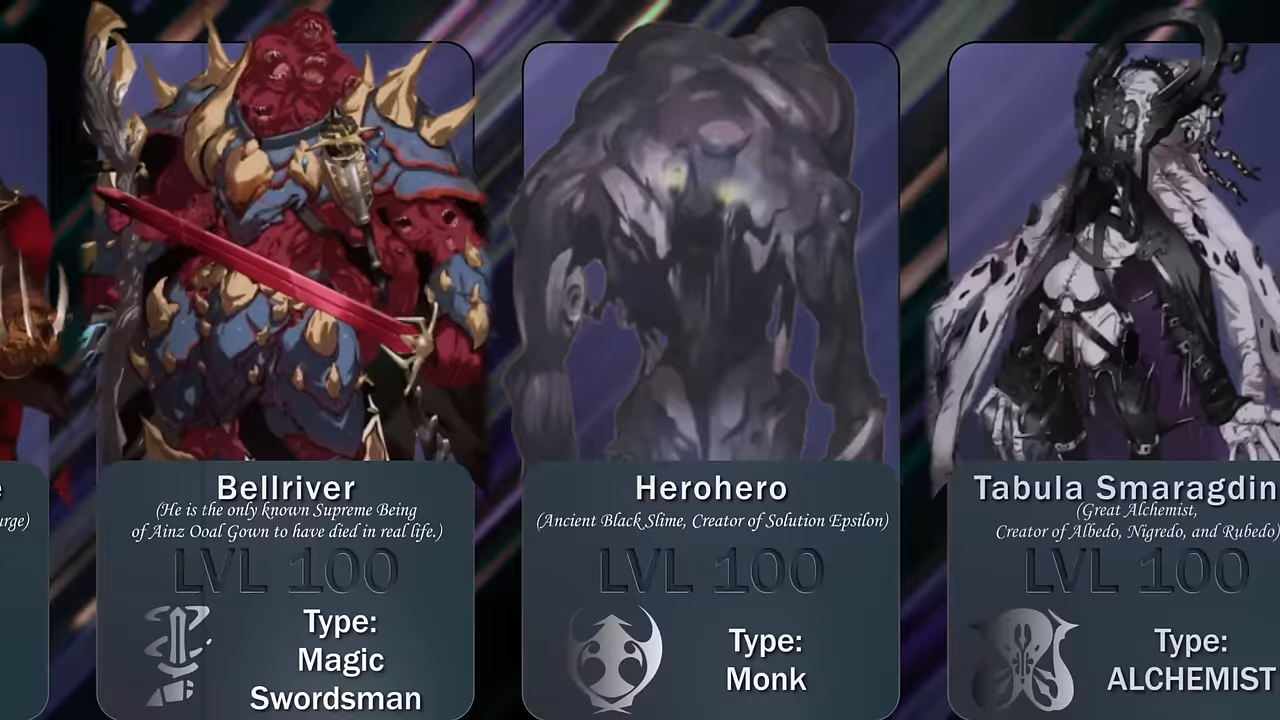 e
urge)
Bellriver
(He is the only known Supreme Being
of Ainz Ooal Gown to have died in real life.)
LVL 100
Type:
Magic
Swordsman
Herohero
(Ancient Black Slime, Creator of Solution Epsilon)
LVL 100
Type:
Monk
Tabula Smaragdin
(Great Alchemist,
Creator of Albedo, Nigredo, and Rubedo)
LVL 100
Type:
ALCHEMIST